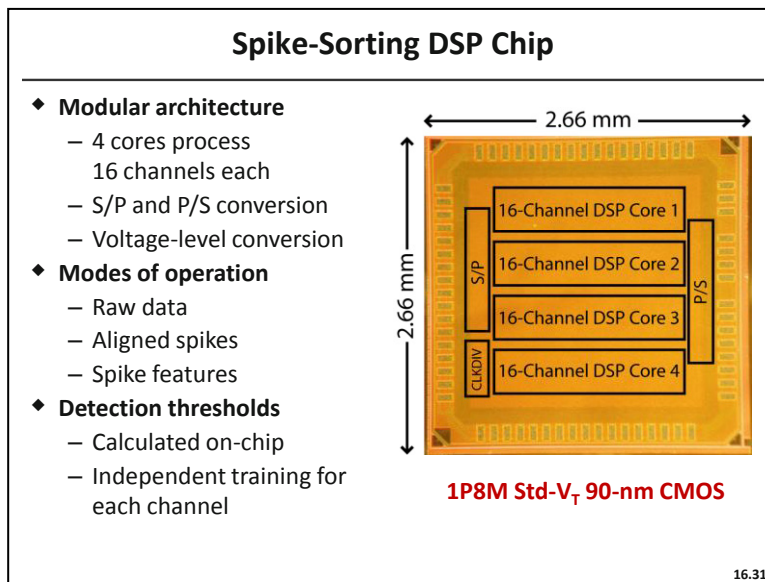 Spike-Sorting DSP Chip
◆ Modular architecture
– 4 cores process
16 channels each
– S/P and P/S conversion
– Voltage-level conversion
◆ Modes of operation
– Raw data
– Aligned spikes
– Spike features
◆ Detection thresholds
– Calculated on-chip
– Independent training for
each channel
2.66 mm
2.66 mm
16-Channel DSP Core 1
16-Channel DSP Core 2
16-Channel DSP Core 3
16-Channel DSP Core 4
S/P
CLKDIV
P/S
1P8M Std-V_T 90-nm CMOS
16.31